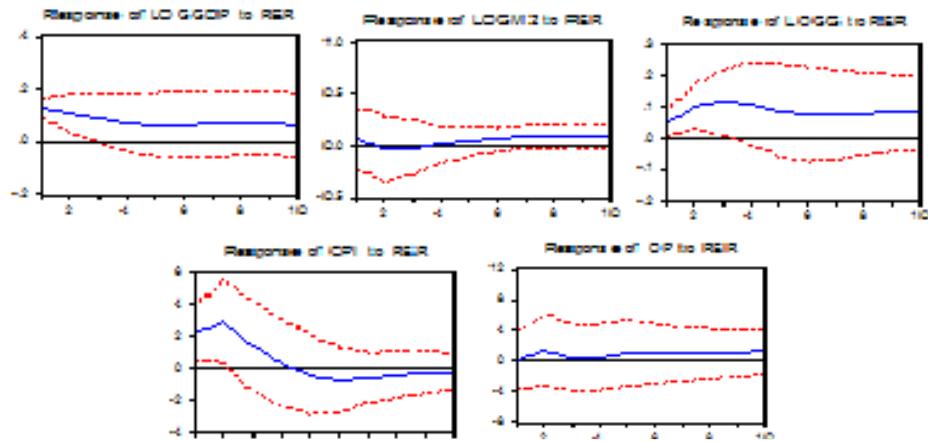 Response of LOGGDP to RER
Response of LOGM2 to RER
Response of LOGG to RER
.4
.2
.0
-.2
2 4 6 8 10
1.0
0.5
0.0
-0.5
2 4 6 8 10
.3
.2
.1
.0
-.1
-.2
2 4 6 8 10
Response of CPI to RER
Response of OP to RER
6
4
2
0
-2
-4
12
8
4
0
-4
-8
2 4 6 8 10